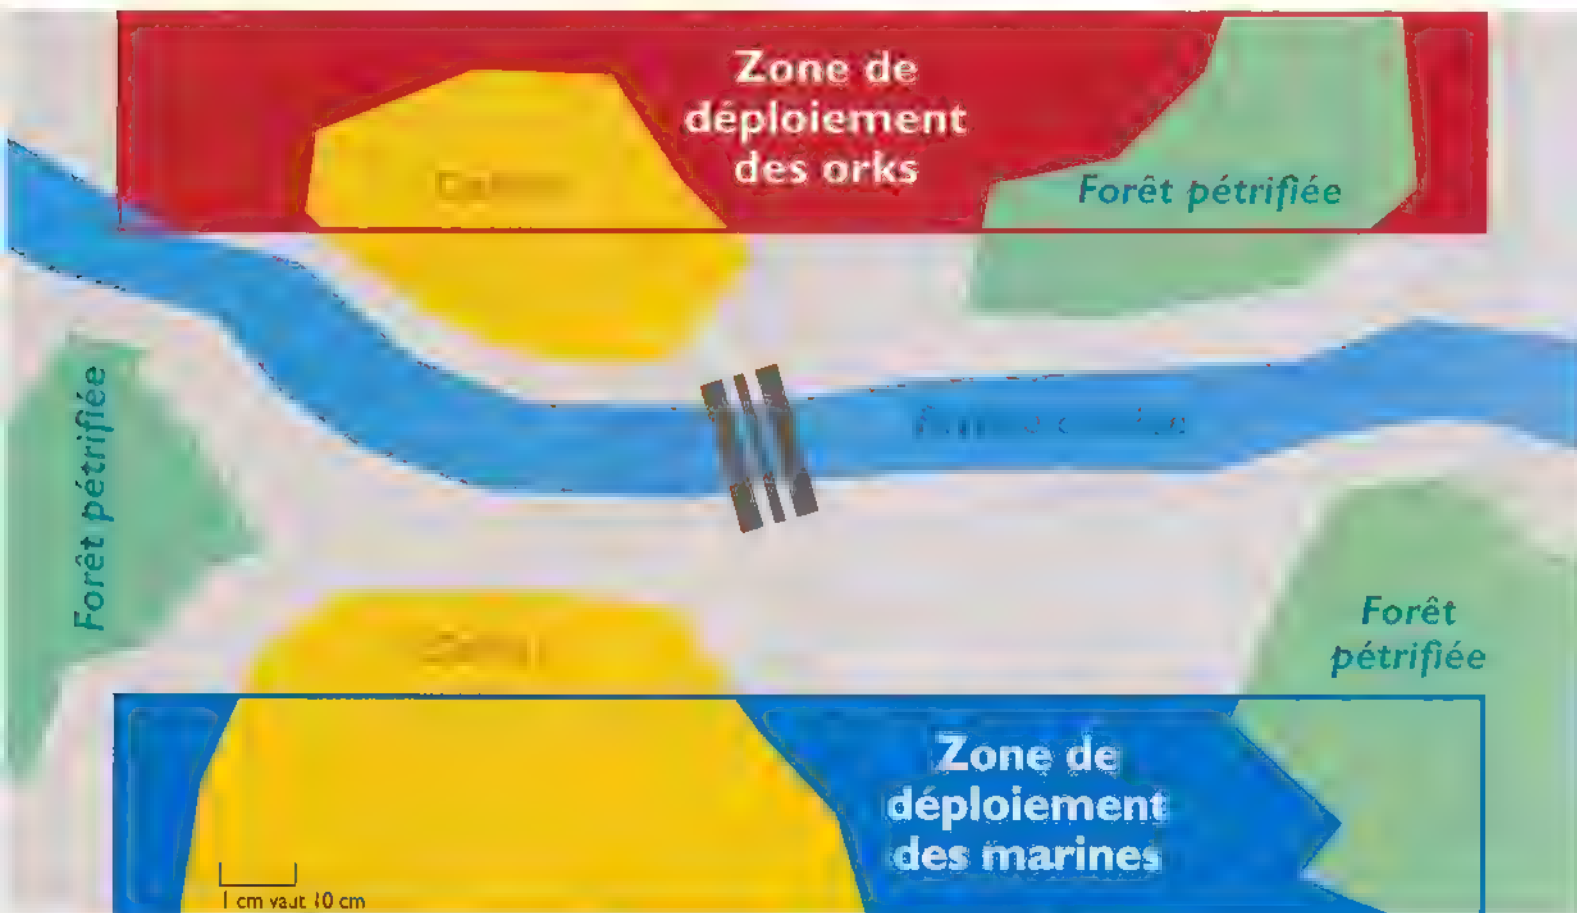 Zone de
déploiement
des orks
Forêt pétrifiée
Forêt pétrifiée
Forêt
pétrifiée
Zone de
déploiement
des marines
1 cm vaut 10 cm